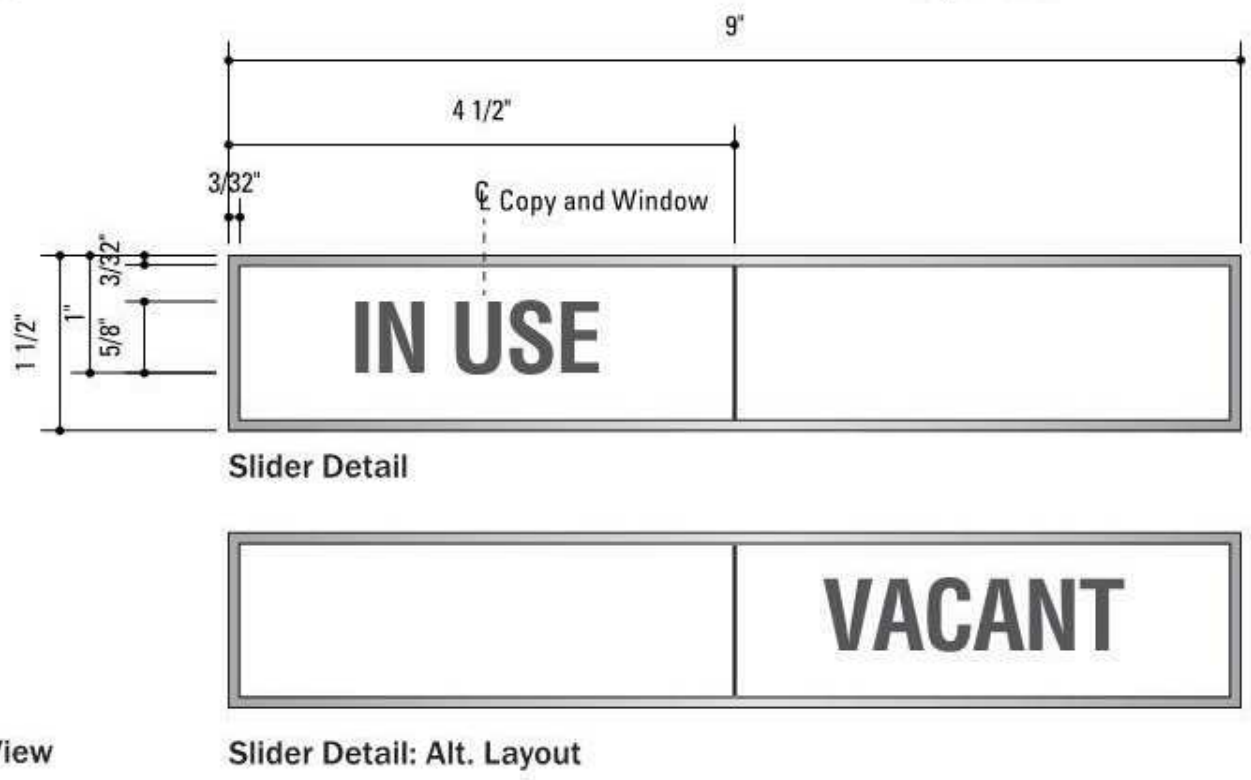 9"
4 1/2"
3/32"
℄ Copy and Window
3/32"
1"
5/8"
1 1/2"
IN USE
Slider Detail
VACANT
Slider Detail: Alt. Layout